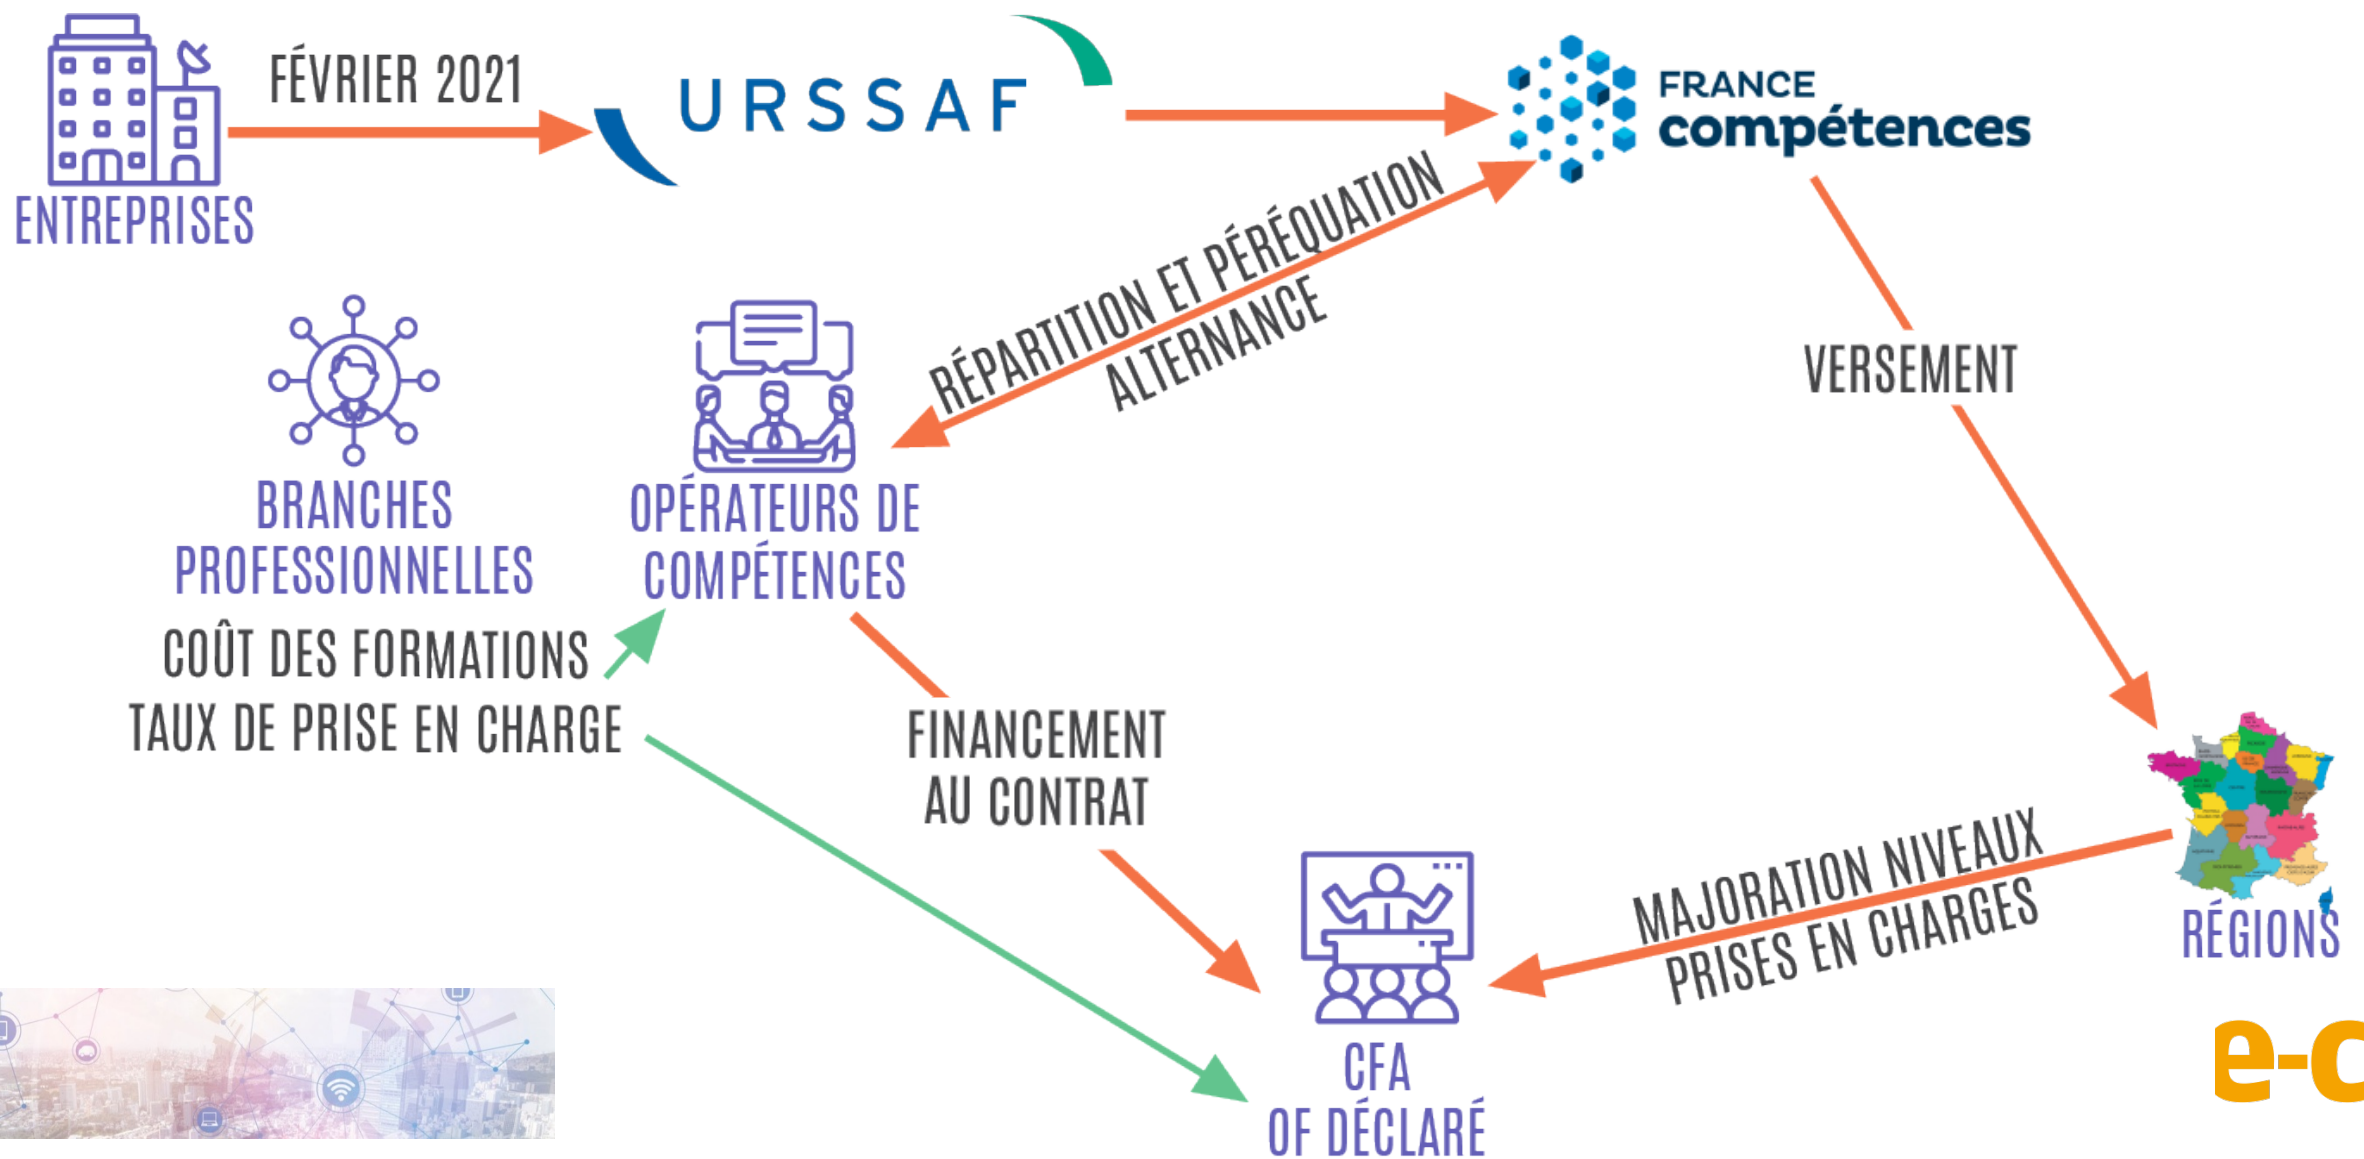 FÉVRIER 2021
URSSAF
FRANCE
compétences
ENTREPRISES
RÉPARTITION ET PÉRÉQUATION
ALTERNANCE
VERSEMENT
BRANCHES
PROFESSIONNELLES
OPÉRATEURS DE
COMPÉTENCES
COÛT DES FORMATIONS
TAUX DE PRISE EN CHARGE
FINANCEMENT
AU CONTRAT
MAJORATION NIVEAUX
PRISES EN CHARGES
RÉGIONS
CFA
OF DÉCLARÉ
e-c